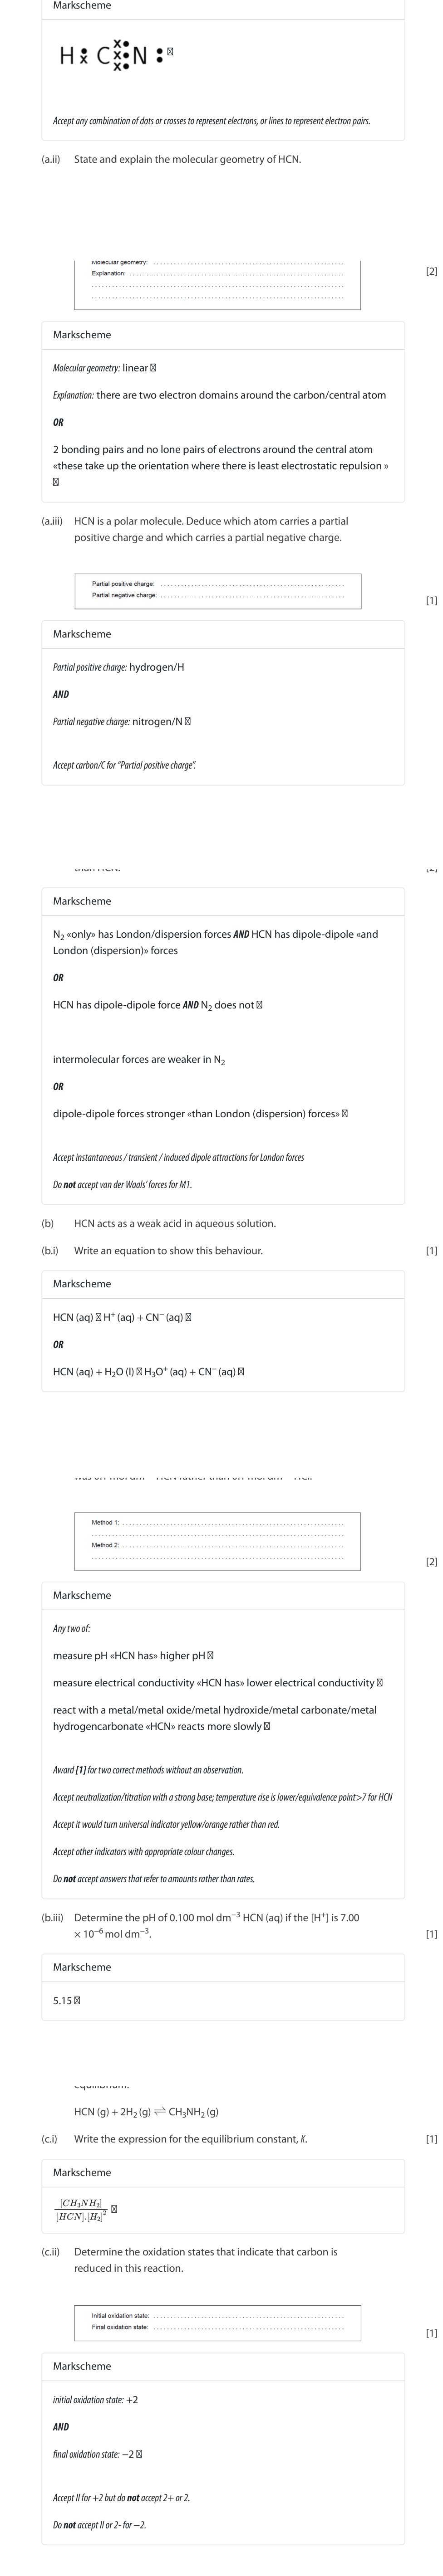 Markscheme
H C N
Accept any combination of dots or crosses to represent electrons, or lines to represent electron pairs.
(a.ii) State and explain the molecular geometry of HCN.
Molecular geometry:
Explanation:
[2]
Markscheme
Molecular geometry: linear
Explanation: there are two electron domains around the carbon/central atom
OR
2 bonding pairs and no lone pairs of electrons around the central atom
«these take up the orientation where there is least electrostatic repulsion »
(a.iii) HCN is a polar molecule. Deduce which atom carries a partial
positive charge and which carries a partial negative charge.
Partial positive charge:
Partial negative charge:
[1]
Markscheme
Partial positive charge: hydrogen/H
AND
Partial negative charge: nitrogen/N
Accept carbon/C for “Partial positive charge”.
than HCN. [2]
Markscheme
N₂ «only» has London/dispersion forces AND HCN has dipole-dipole «and
London (dispersion)» forces
OR
HCN has dipole-dipole force AND N₂ does not
intermolecular forces are weaker in N₂
OR
dipole-dipole forces stronger «than London (dispersion) forces»
Accept instantaneous / transient / induced dipole attractions for London forces
Do not accept van der Waals’ forces for M1.
(b) HCN acts as a weak acid in aqueous solution.
(b.i) Write an equation to show this behaviour. [1]
Markscheme
HCN (aq) H⁺ (aq) + CN⁻ (aq)
OR
HCN (aq) + H₂O (l) H₃O⁺ (aq) + CN⁻ (aq)
was 0.1 mol dm⁻³ HCN rather than 0.1 mol dm⁻³ HCl.
Method 1:
Method 2:
[2]
Markscheme
Any two of:
measure pH «HCN has» higher pH
measure electrical conductivity «HCN has» lower electrical conductivity
react with a metal/metal oxide/metal hydroxide/metal carbonate/metal
hydrogencarbonate «HCN» reacts more slowly
Award [1] for two correct methods without an observation.
Accept neutralization/titration with a strong base; temperature rise is lower/equivalence point>7 for HCN
Accept it would turn universal indicator yellow/orange rather than red.
Accept other indicators with appropriate colour changes.
Do not accept answers that refer to amounts rather than rates.
(b.iii) Determine the pH of 0.100 mol dm⁻³ HCN (aq) if the [H⁺] is 7.00
× 10⁻⁶ mol dm⁻³. [1]
Markscheme
5.15
equilibrium.
HCN (g) + 2H₂ (g) ⇌ CH₃NH₂ (g)
(c.i) Write the expression for the equilibrium constant, K. [1]
Markscheme
[CH₃NH₂]
[HCN].[H₂]²
(c.ii) Determine the oxidation states that indicate that carbon is
reduced in this reaction.
Initial oxidation state:
Final oxidation state:
[1]
Markscheme
initial oxidation state: +2
AND
final oxidation state: −2
Accept II for +2 but do not accept 2+ or 2.
Do not accept II or 2- for −2.